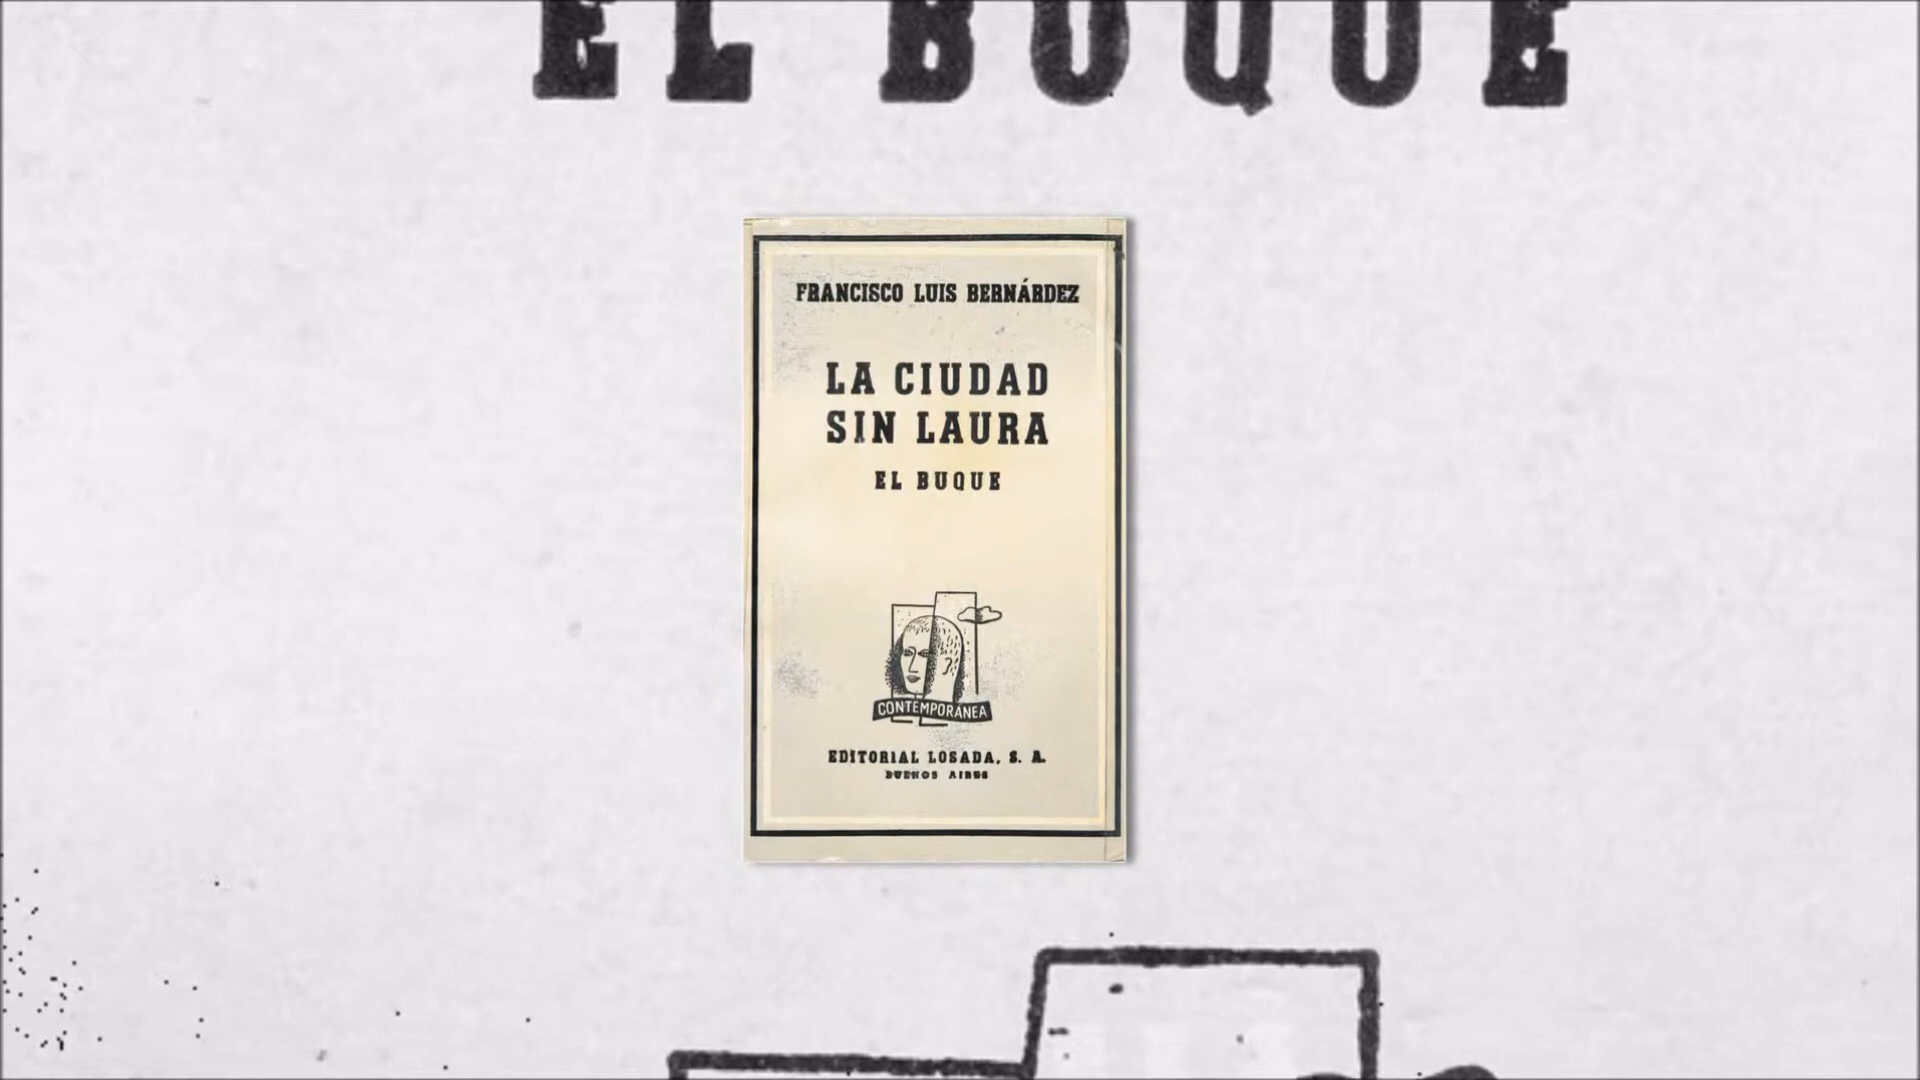 EL BUQUE
FRANCISCO LUIS BERNÁRDEZ
LA CIUDAD
SIN LAURA
EL BUQUE
CONTEMPORANEA
EDITORIAL LOSADA, S. A.
BUENOS AIRES